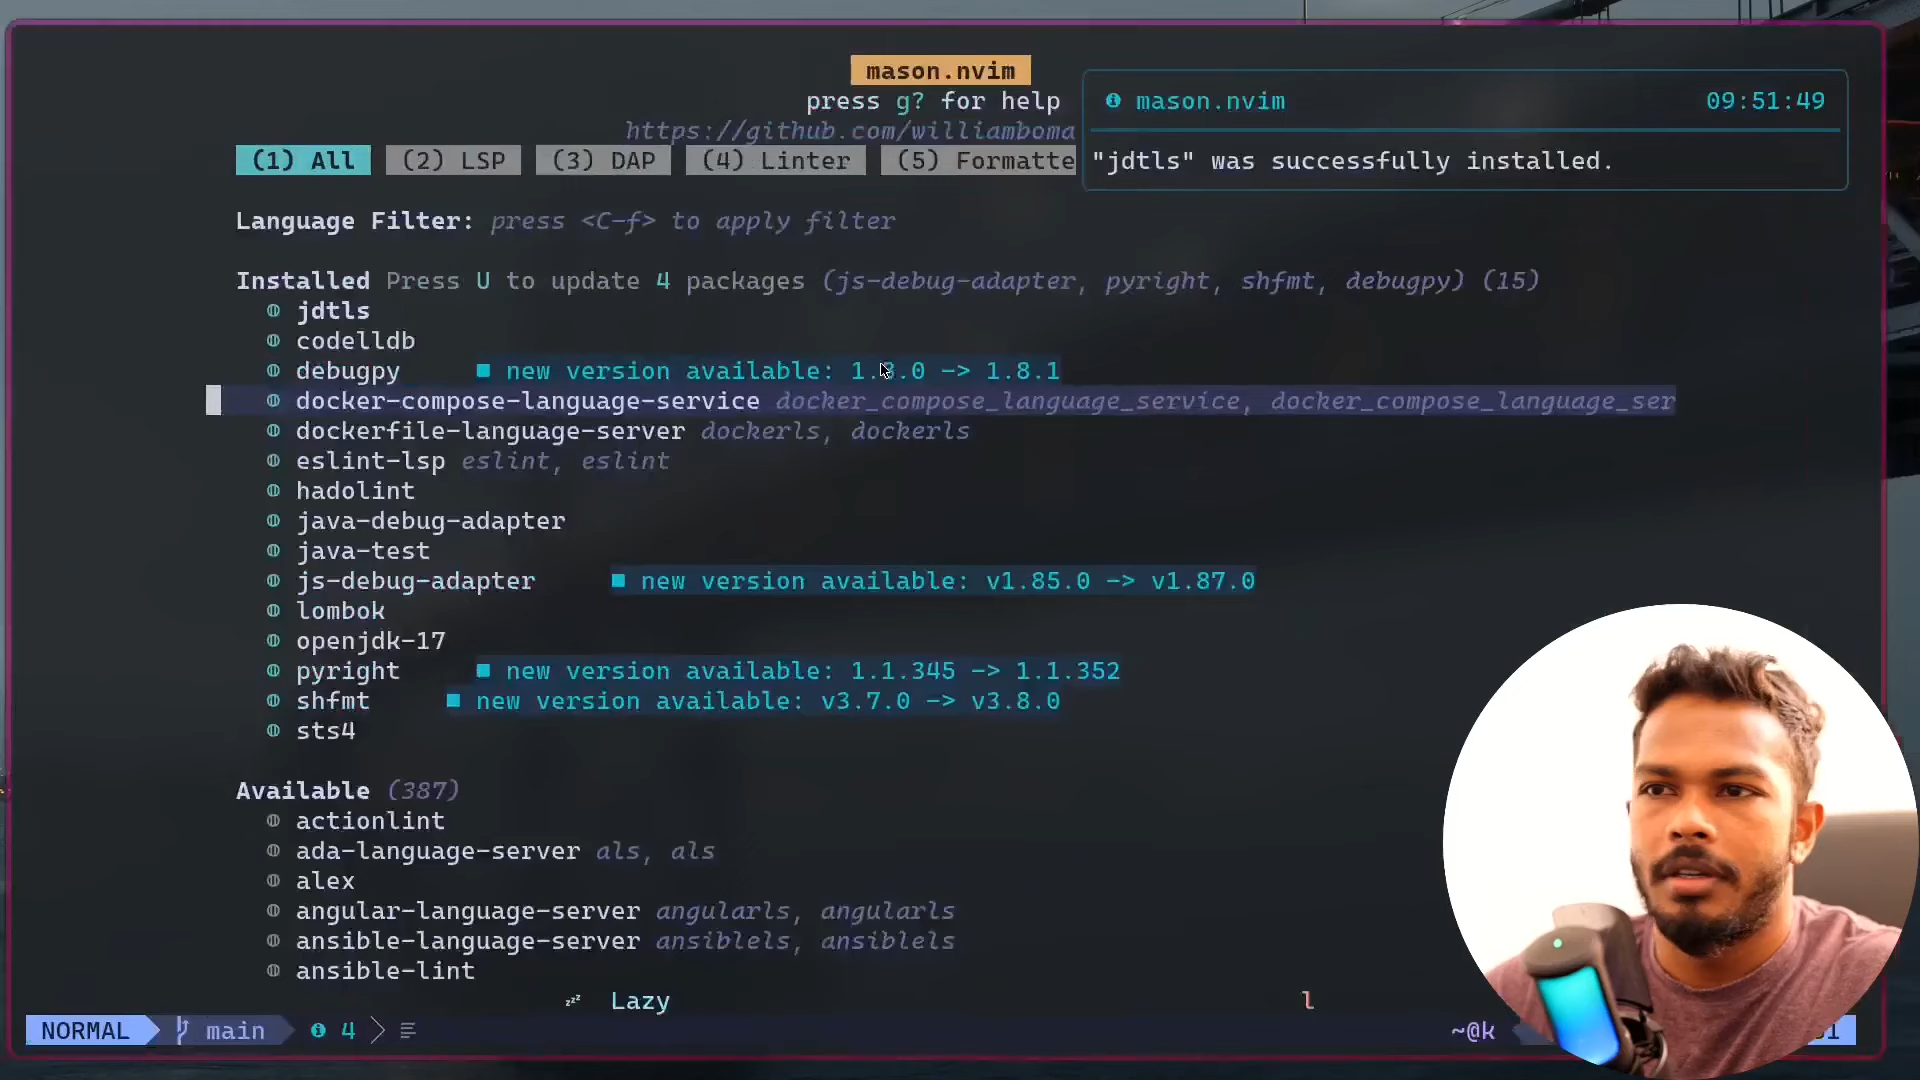 mason.nvim
press g? for help
https://github.com/williamboma
mason.nvim 09:51:49
"jdtls" was successfully installed.
(1) All (2) LSP (3) DAP (4) Linter (5) Formatte
Language Filter: press <C-f> to apply filter
Installed Press U to update 4 packages (js-debug-adapter, pyright, shfmt, debugpy) (15)
jdtls
codelldb
debugpy new version available: 1.8.0 -> 1.8.1
docker-compose-language-service docker_compose_language_service, docker_compose_language_ser
dockerfile-language-server dockerls, dockerls
eslint-lsp eslint, eslint
hadolint
java-debug-adapter
java-test
js-debug-adapter new version available: v1.85.0 -> v1.87.0
lombok
openjdk-17
pyright new version available: 1.1.345 -> 1.1.352
shfmt new version available: v3.7.0 -> v3.8.0
sts4
Available (387)
actionlint
ada-language-server als, als
alex
angular-language-server angularls, angularls
ansible-language-server ansiblels, ansiblels
ansible-lint
zzz Lazy l
NORMAL main 4 ~@k